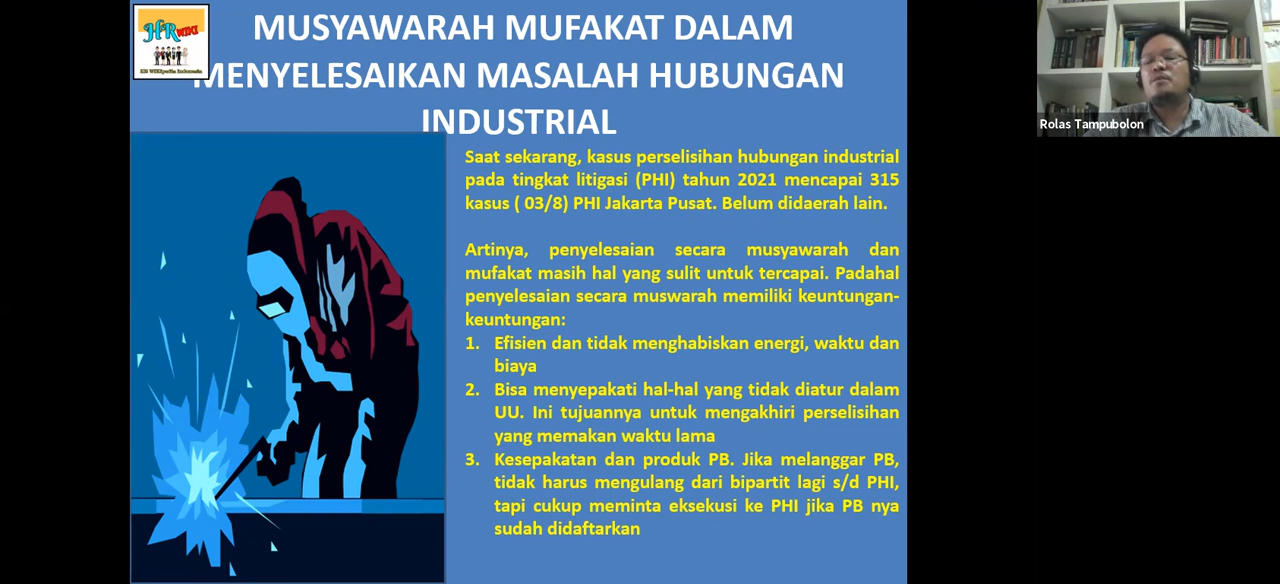 HR WIKI
HR WIKIpedia Indonesia
MUSYAWARAH MUFAKAT DALAM
MENYELESAIKAN MASALAH HUBUNGAN
INDUSTRIAL
Saat sekarang, kasus perselisihan hubungan industrial
pada tingkat litigasi (PHI) tahun 2021 mencapai 315
kasus ( 03/8) PHI Jakarta Pusat. Belum didaerah lain.
Artinya, penyelesaian secara musyawarah dan
mufakat masih hal yang sulit untuk tercapai. Padahal
penyelesaian secara muswarah memiliki keuntungan-
keuntungan:
1. Efisien dan tidak menghabiskan energi, waktu dan
biaya
2. Bisa menyepakati hal-hal yang tidak diatur dalam
UU. Ini tujuannya untuk mengakhiri perselisihan
yang memakan waktu lama
3. Kesepakatan dan produk PB. Jika melanggar PB,
tidak harus mengulang dari bipartit lagi s/d PHI,
tapi cukup meminta eksekusi ke PHI jika PB nya
sudah didaftarkan
Rolas Tampubolon